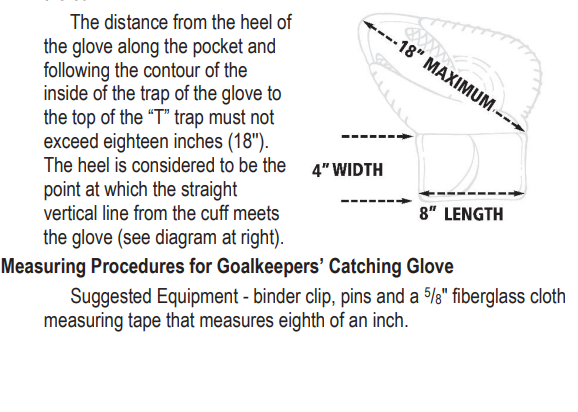 The distance from the heel of
the glove along the pocket and
following the contour of the
inside of the trap of the glove to
the top of the “T” trap must not
exceed eighteen inches (18").
The heel is considered to be the
point at which the straight
vertical line from the cuff meets
the glove (see diagram at right).
18" MAXIMUM
4" WIDTH
8" LENGTH
Measuring Procedures for Goalkeepers’ Catching Glove
Suggested Equipment - binder clip, pins and a 5/8" fiberglass cloth
measuring tape that measures eighth of an inch.